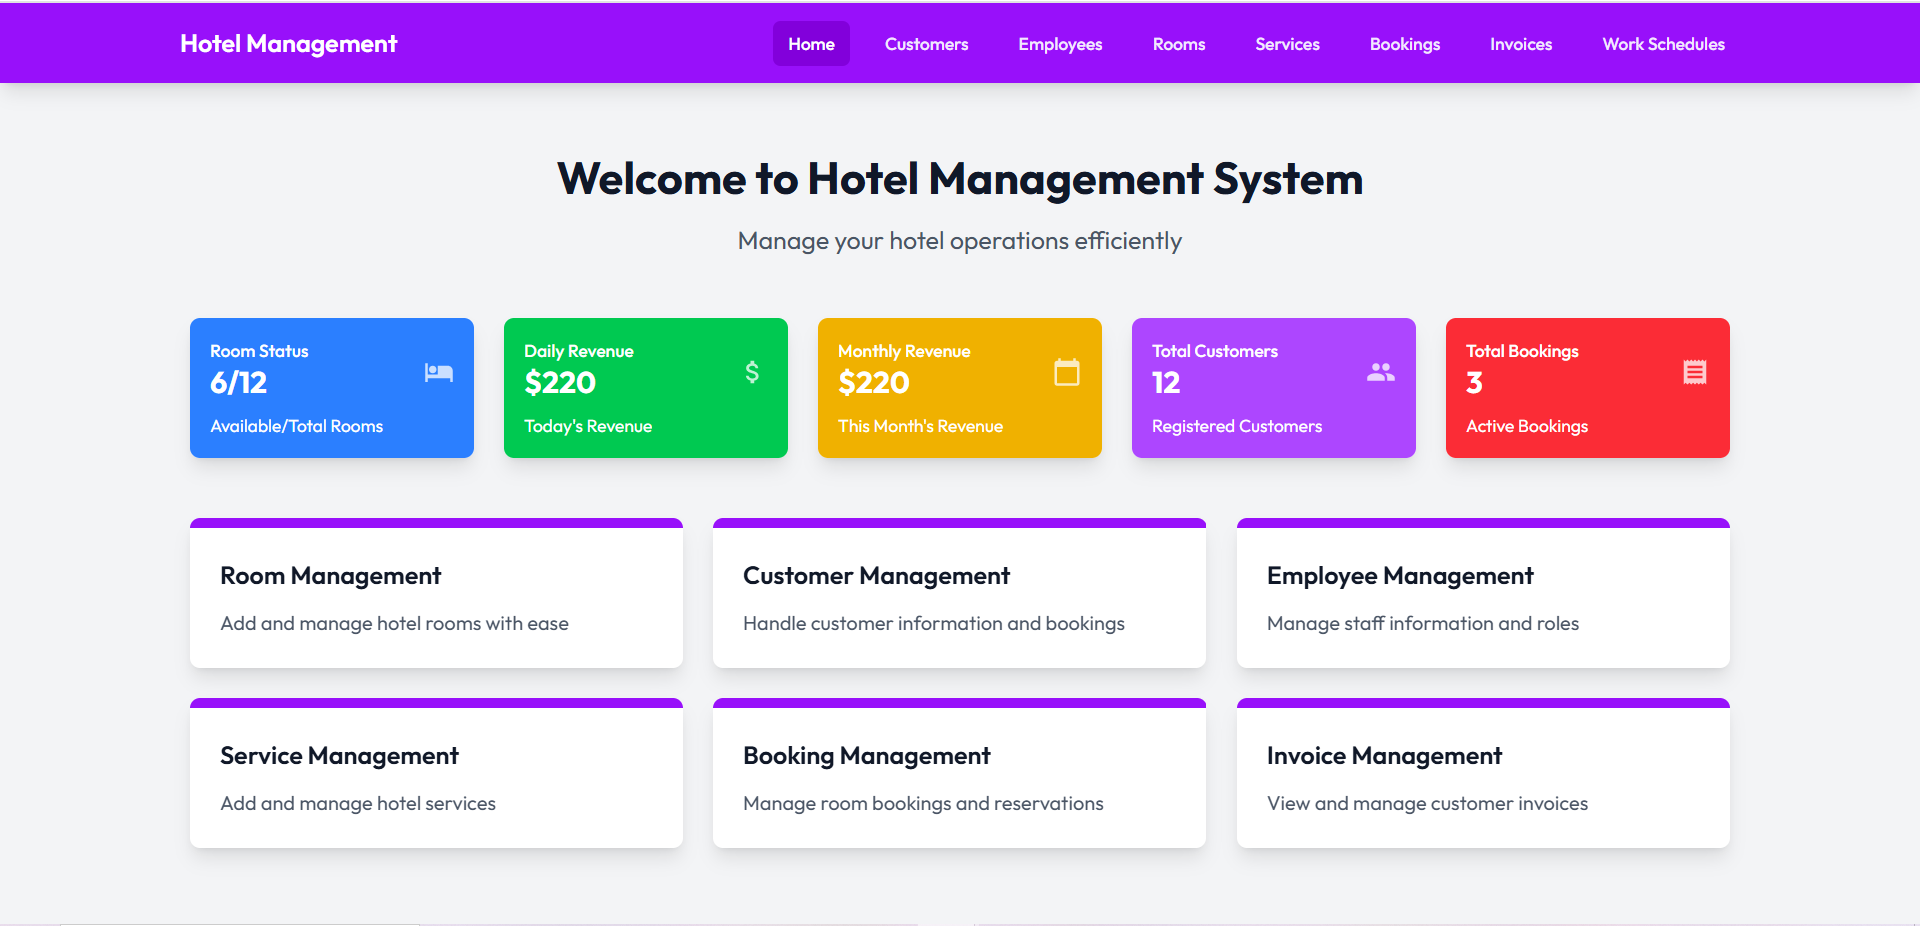 Hotel Management
Home
Customers
Employees
Rooms
Services
Bookings
Invoices
Work Schedules
Welcome to Hotel Management System
Manage your hotel operations efficiently
Room Status
6/12
Available/Total Rooms
Daily Revenue
$220
Today's Revenue
Monthly Revenue
$220
This Month's Revenue
Total Customers
12
Registered Customers
Total Bookings
3
Active Bookings
Room Management
Add and manage hotel rooms with ease
Customer Management
Handle customer information and bookings
Employee Management
Manage staff information and roles
Service Management
Add and manage hotel services
Booking Management
Manage room bookings and reservations
Invoice Management
View and manage customer invoices